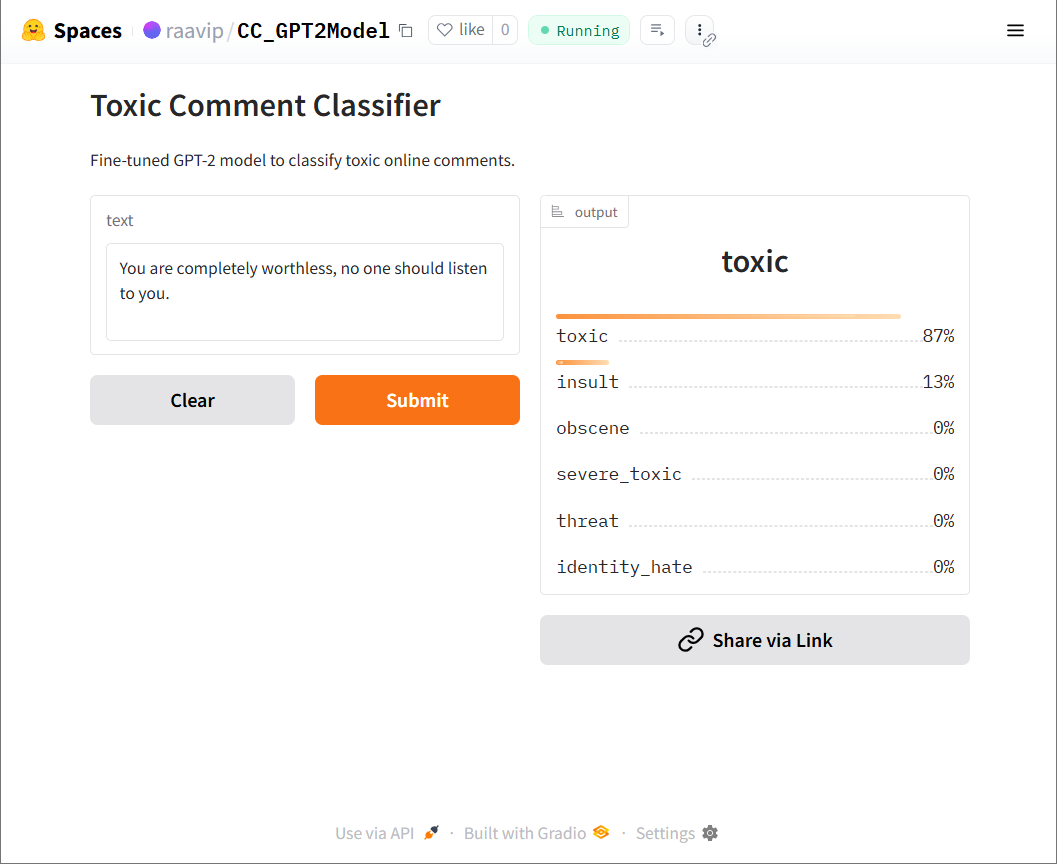 Spaces raavip/CC_GPT2Model like 0 Running
Toxic Comment Classifier
Fine-tuned GPT-2 model to classify toxic online comments.
text
You are completely worthless, no one should listen
to you.
Clear Submit
output
toxic
toxic 87%
insult 13%
obscene 0%
severe_toxic 0%
threat 0%
identity_hate 0%
Share via Link
Use via API · Built with Gradio · Settings